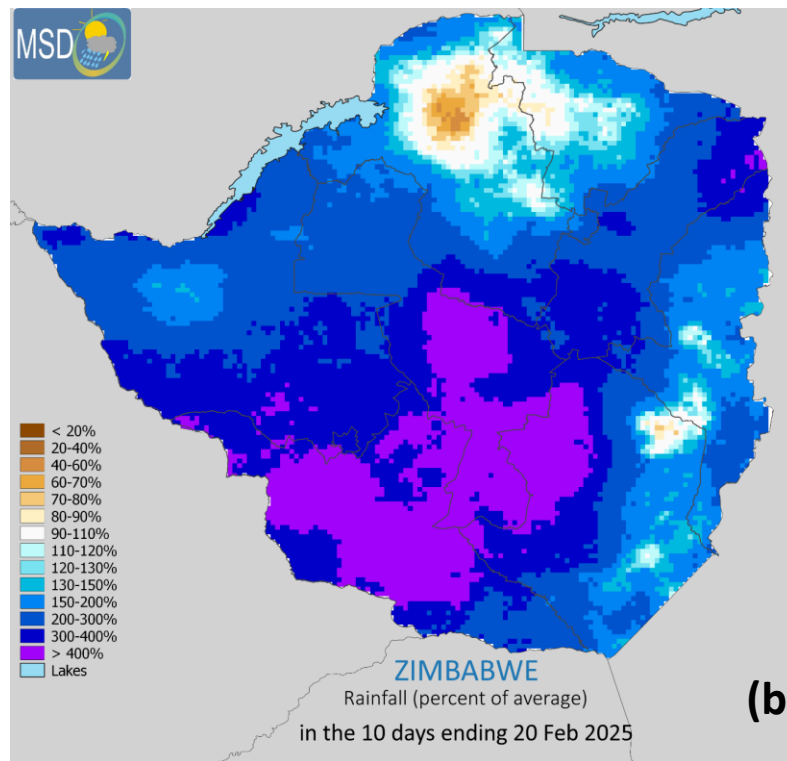 MSD
< 20%
20-40%
40-60%
60-70%
70-80%
80-90%
90-110%
110-120%
120-130%
130-150%
150-200%
200-300%
300-400%
> 400%
Lakes
ZIMBABWE
Rainfall (percent of average)
in the 10 days ending 20 Feb 2025
(b